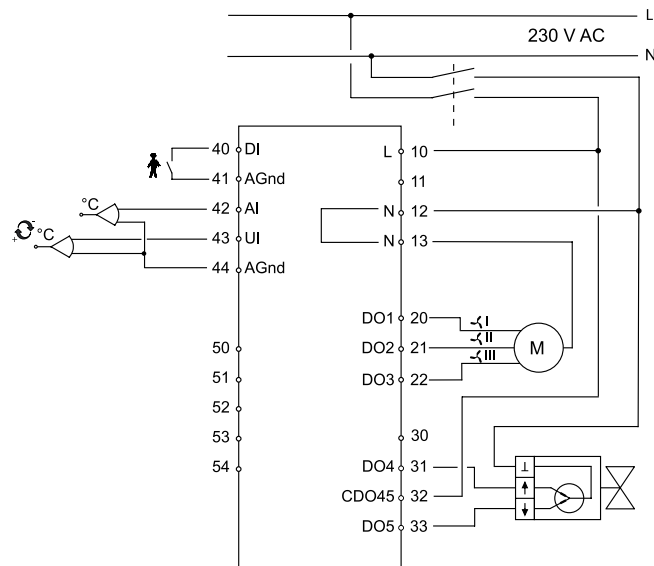 L
230 V AC
N
40 DI
L 10
41 AGnd
11
°C
42 AI
N 12
+ -
°C
43 UI
N 13
44 AGnd
DO1 20
I
II
50
DO2 21
M
III
51
DO3 22
52
53
30
54
DO4 31
⊥
↑
CDO45 32
↓
DO5 33